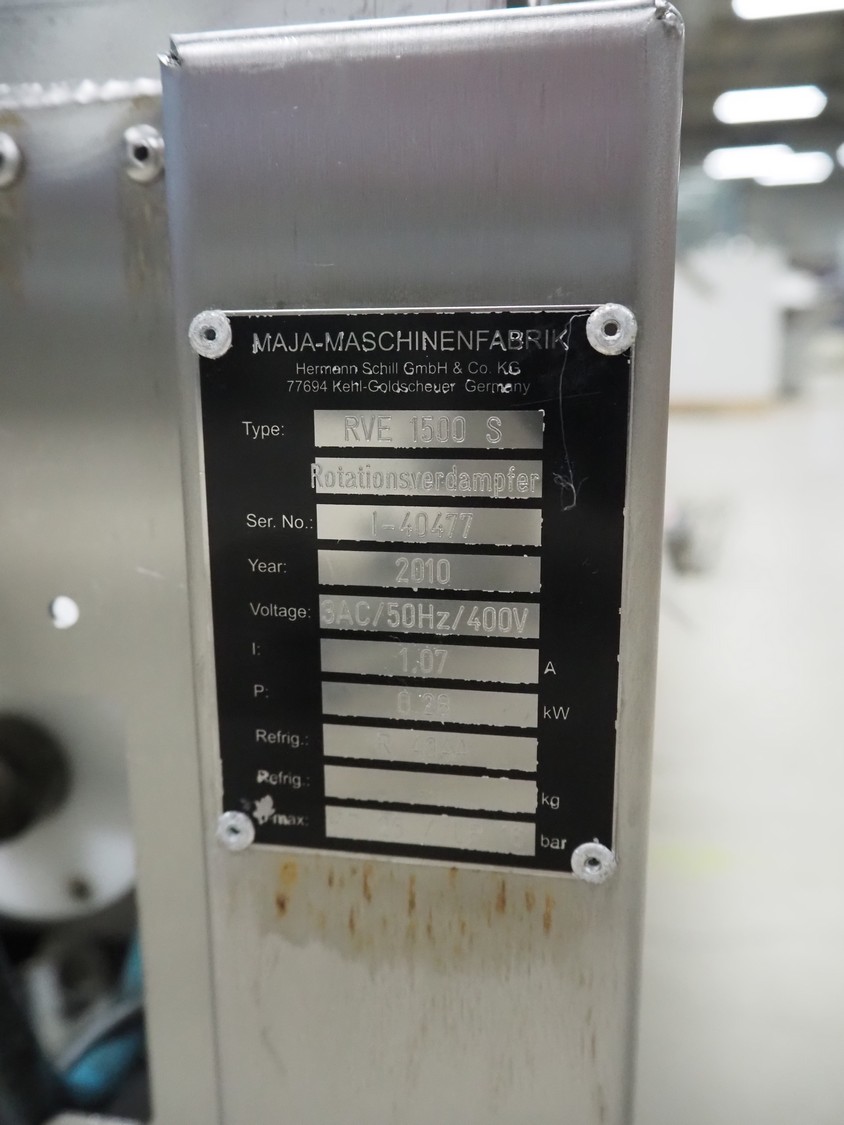 MAJA-MASCHINENFABRIK
Hermann Schill GmbH & Co. KG
77694 Kehl-Goldscheuer Germany
Type: RVE 1500 S
Rotationsverdampfer
Ser. No.: I-40477
Year: 2010
Voltage: 3AC/50Hz/400V
I: 1.07 A
P: kW
Refrig.:
Refrig.: kg
max: bar